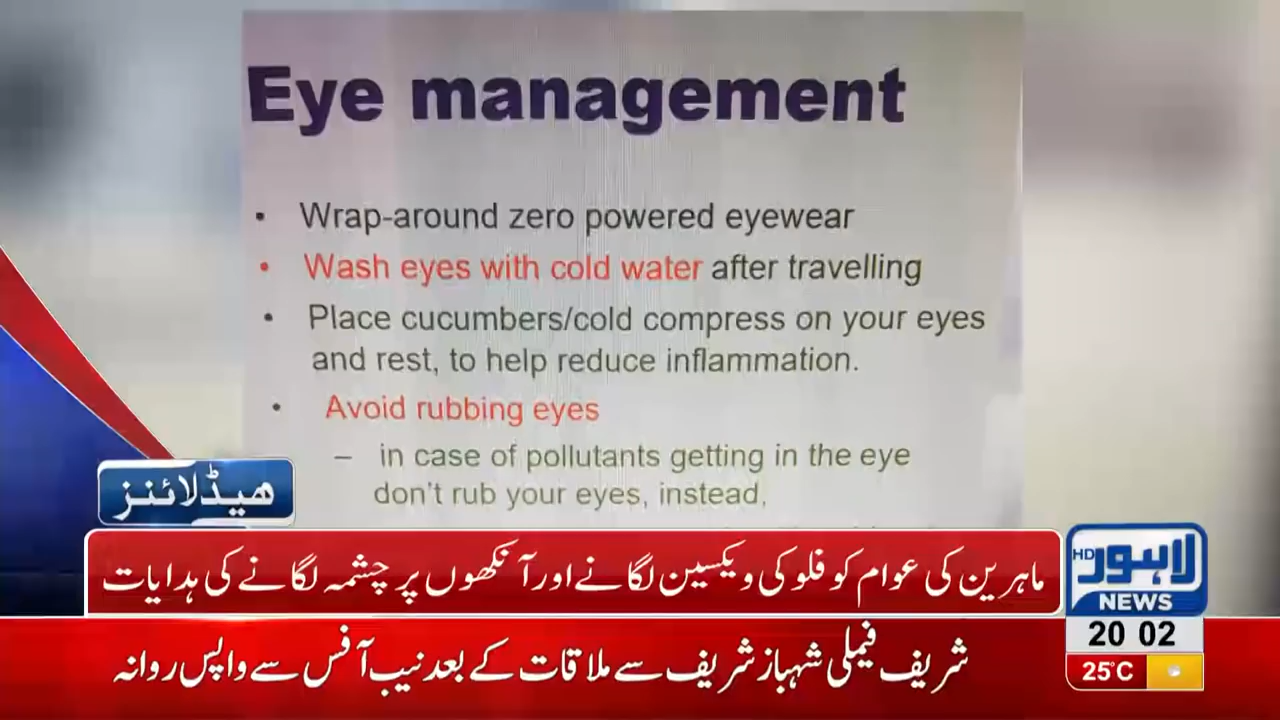 Eye management
• Wrap-around zero powered eyewear
• Wash eyes with cold water after travelling
• Place cucumbers/cold compress on your eyes
and rest, to help reduce inflammation.
• Avoid rubbing eyes
– in case of pollutants getting in the eye
don't rub your eyes, instead,
ھیڈلائنز
ماہرین کی عوام کو فلو کی ویکسین لگانے اور آنکھوں پر چشمہ لگانے کی ہدایات
لاہور HD
NEWS
20 02
شریف فیملی شہباز شریف سے ملاقات کے بعد نیب آفس سے واپس روانہ
25°C